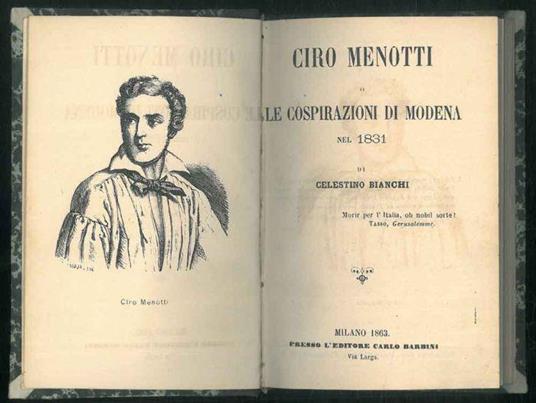 Ciro Menotti
CIRO MENOTTI
O
LE COSPIRAZIONI DI MODENA
NEL 1831
DI
CELESTINO BIANCHI
Morir per l' Italia, oh nobil sorte!
TASSO, Gerusalemme.
MILANO 1863.
PRESSO L'EDITORE CARLO BARBINI
Via Larga.